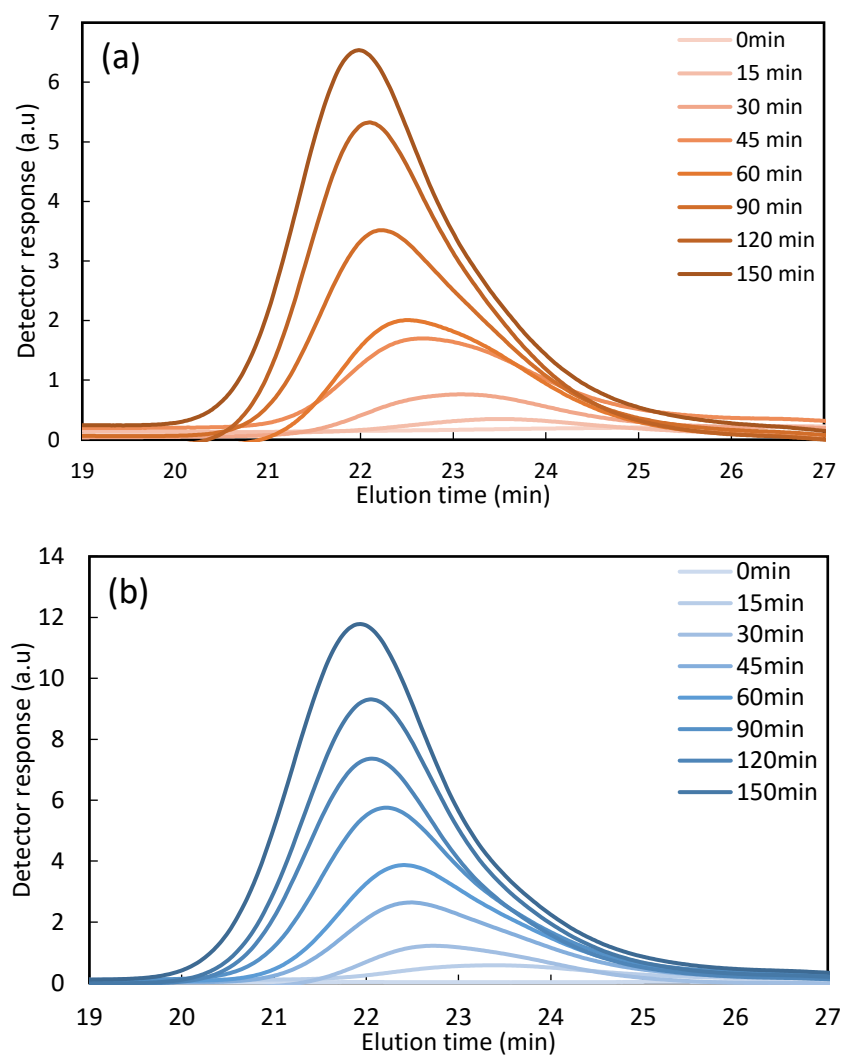 (a)
Detector response (a.u)
7
6
5
4
3
2
1
0
19 20 21 22 23 24 25 26 27
Elution time (min)
0min
15 min
30 min
45 min
60 min
90 min
120 min
150 min
(b)
Detector response (a.u)
14
12
10
8
6
4
2
0
19 20 21 22 23 24 25 26 27
Elution time (min)
0min
15min
30min
45min
60min
90min
120min
150min